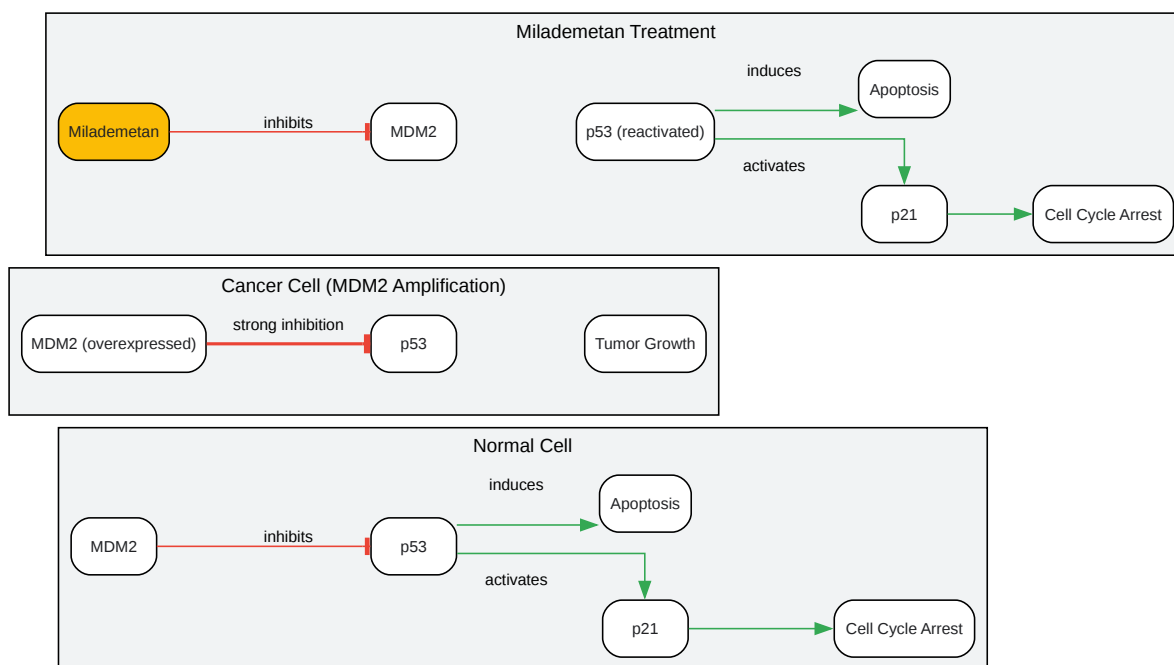 Milademetan Treatment
induces
Apoptosis
Milademetan
inhibits
MDM2
p53 (reactivated)
activates
p21
Cell Cycle Arrest
Cancer Cell (MDM2 Amplification)
MDM2 (overexpressed)
strong inhibition
p53
Tumor Growth
Normal Cell
induces
Apoptosis
MDM2
inhibits
p53
activates
p21
Cell Cycle Arrest